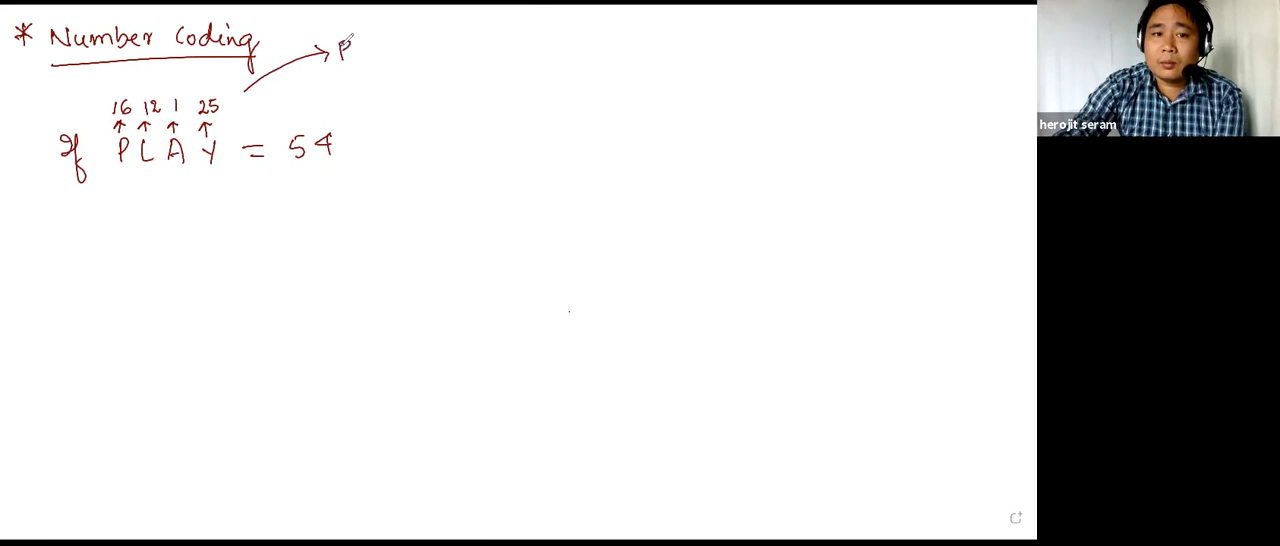 * Number Coding
P
16 12 1 25
If P L A Y = 54
herojit seram